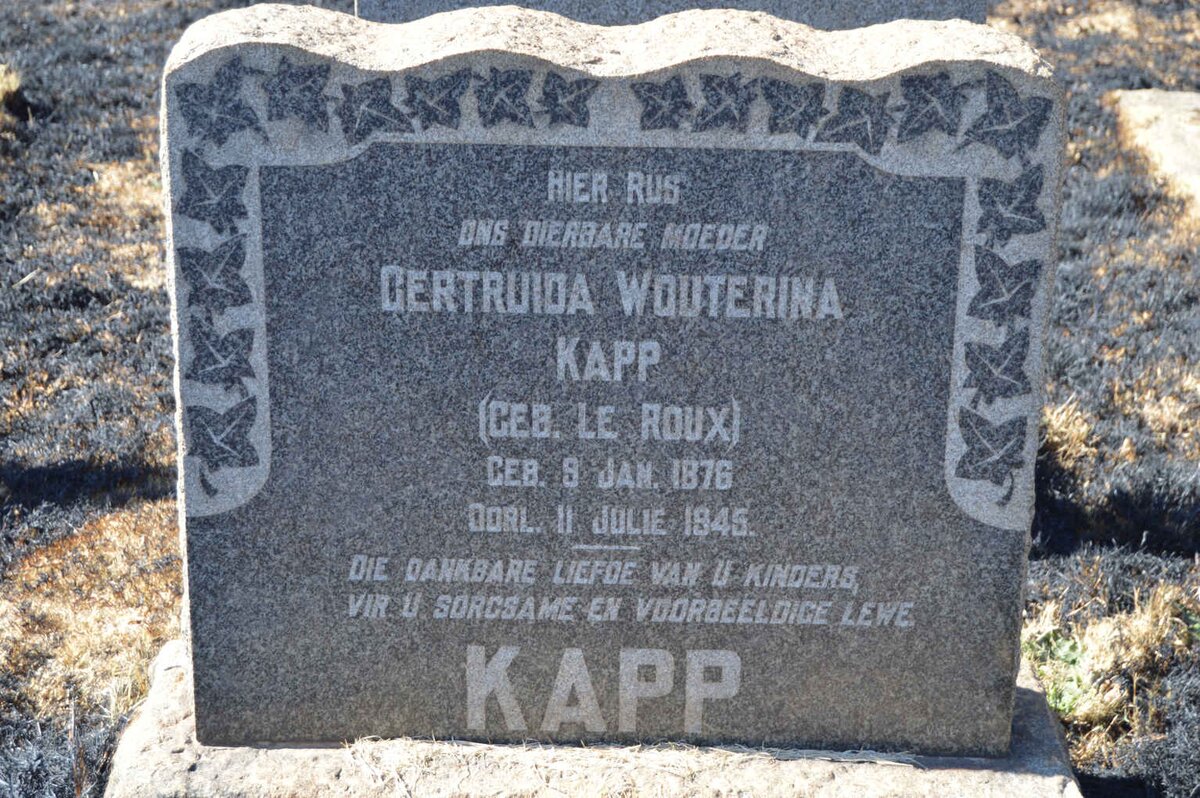 HIER RUS
ONS DIERBARE MOEDER
GERTRUIDA WOUTERINA
KAPP
(GEB. LE ROUX)
GEB. 9 JAN. 1876
OORL. 11 JULIE 1945.
DIE DANKBARE LIEFDE VAN U KINDERS,
VIR U SORGSAME EN VOORBEELDIGE LEWE.
KAPP